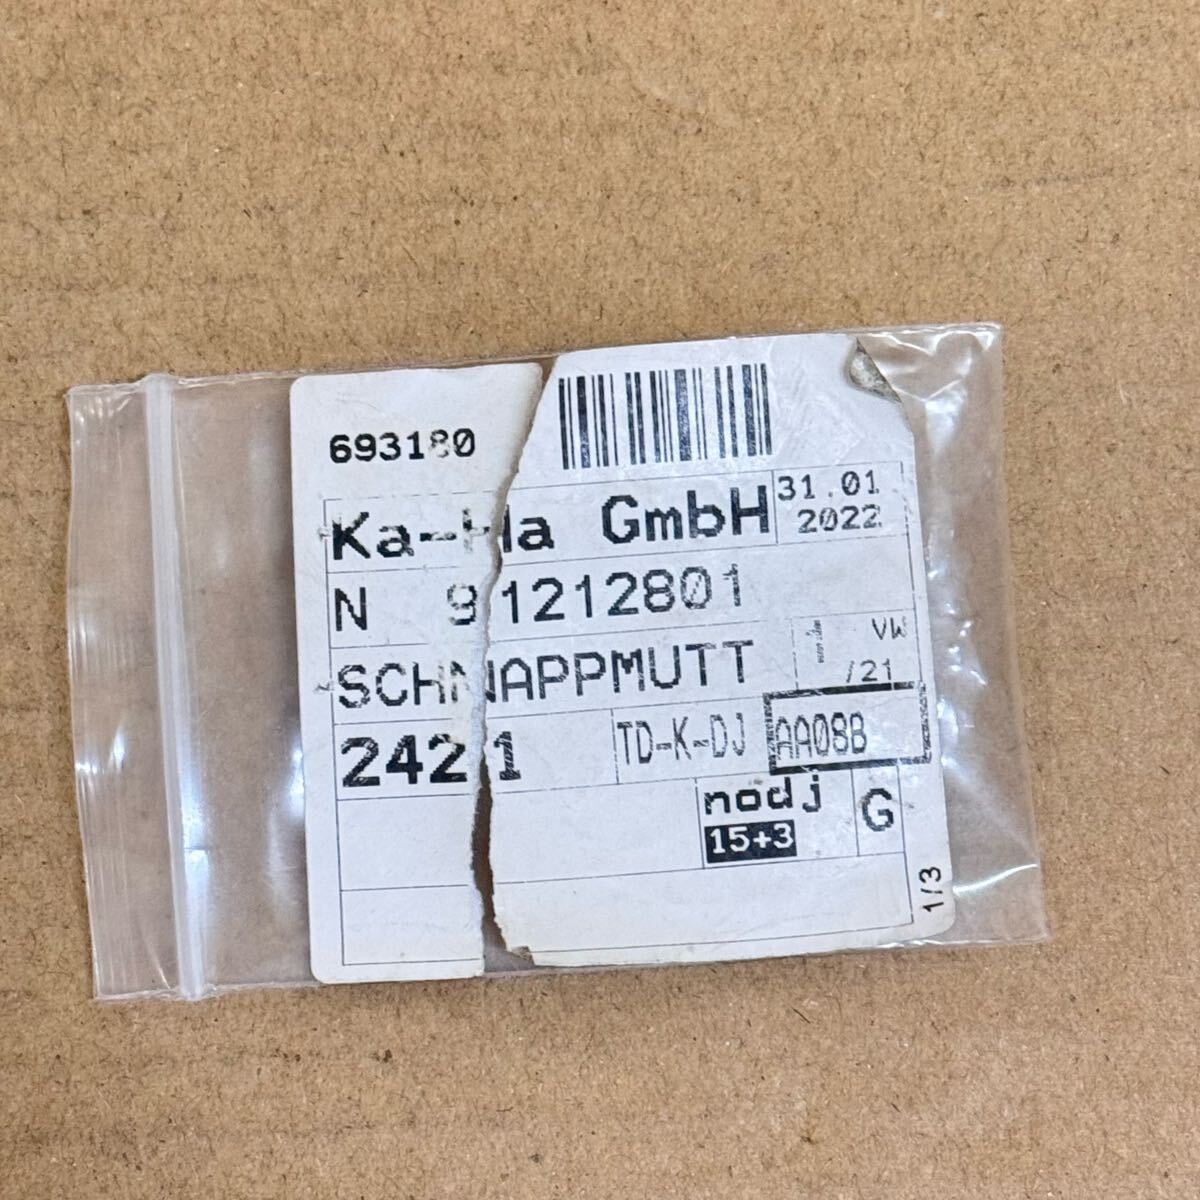 693180
Ka-Ha GmbH
31.01
2022
N 91212801
SCHNAPPMUTT
VW
/21
2421
TD-K-DJ
AA08B
nodj
15+3
G
1/3